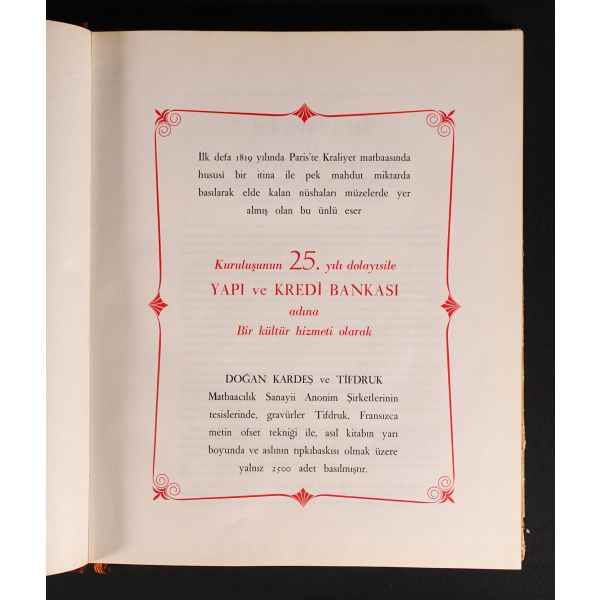 İlk defa 1819 yılında Paris'te Kraliyet matbaasında
hususî bir itina ile pek mahdut miktarda
basılarak elde kalan nüshaları müzelerde yer
almış olan bu ünlü eser
Kuruluşunun 25. yılı dolayısile
YAPI ve KREDİ BANKASI
adına
Bir kültür hizmeti olarak
DOĞAN KARDEŞ ve TİFDRUK
Matbaacılık Sanayii Anonim Şirketlerinin
tesislerinde, gravürler Tifdruk, Fransızca
metin ofset tekniği ile, asıl kitabın yarı
boyunda ve aslının tıpkıbaskısı olmak üzere
yalnız 2500 adet basılmıştır.